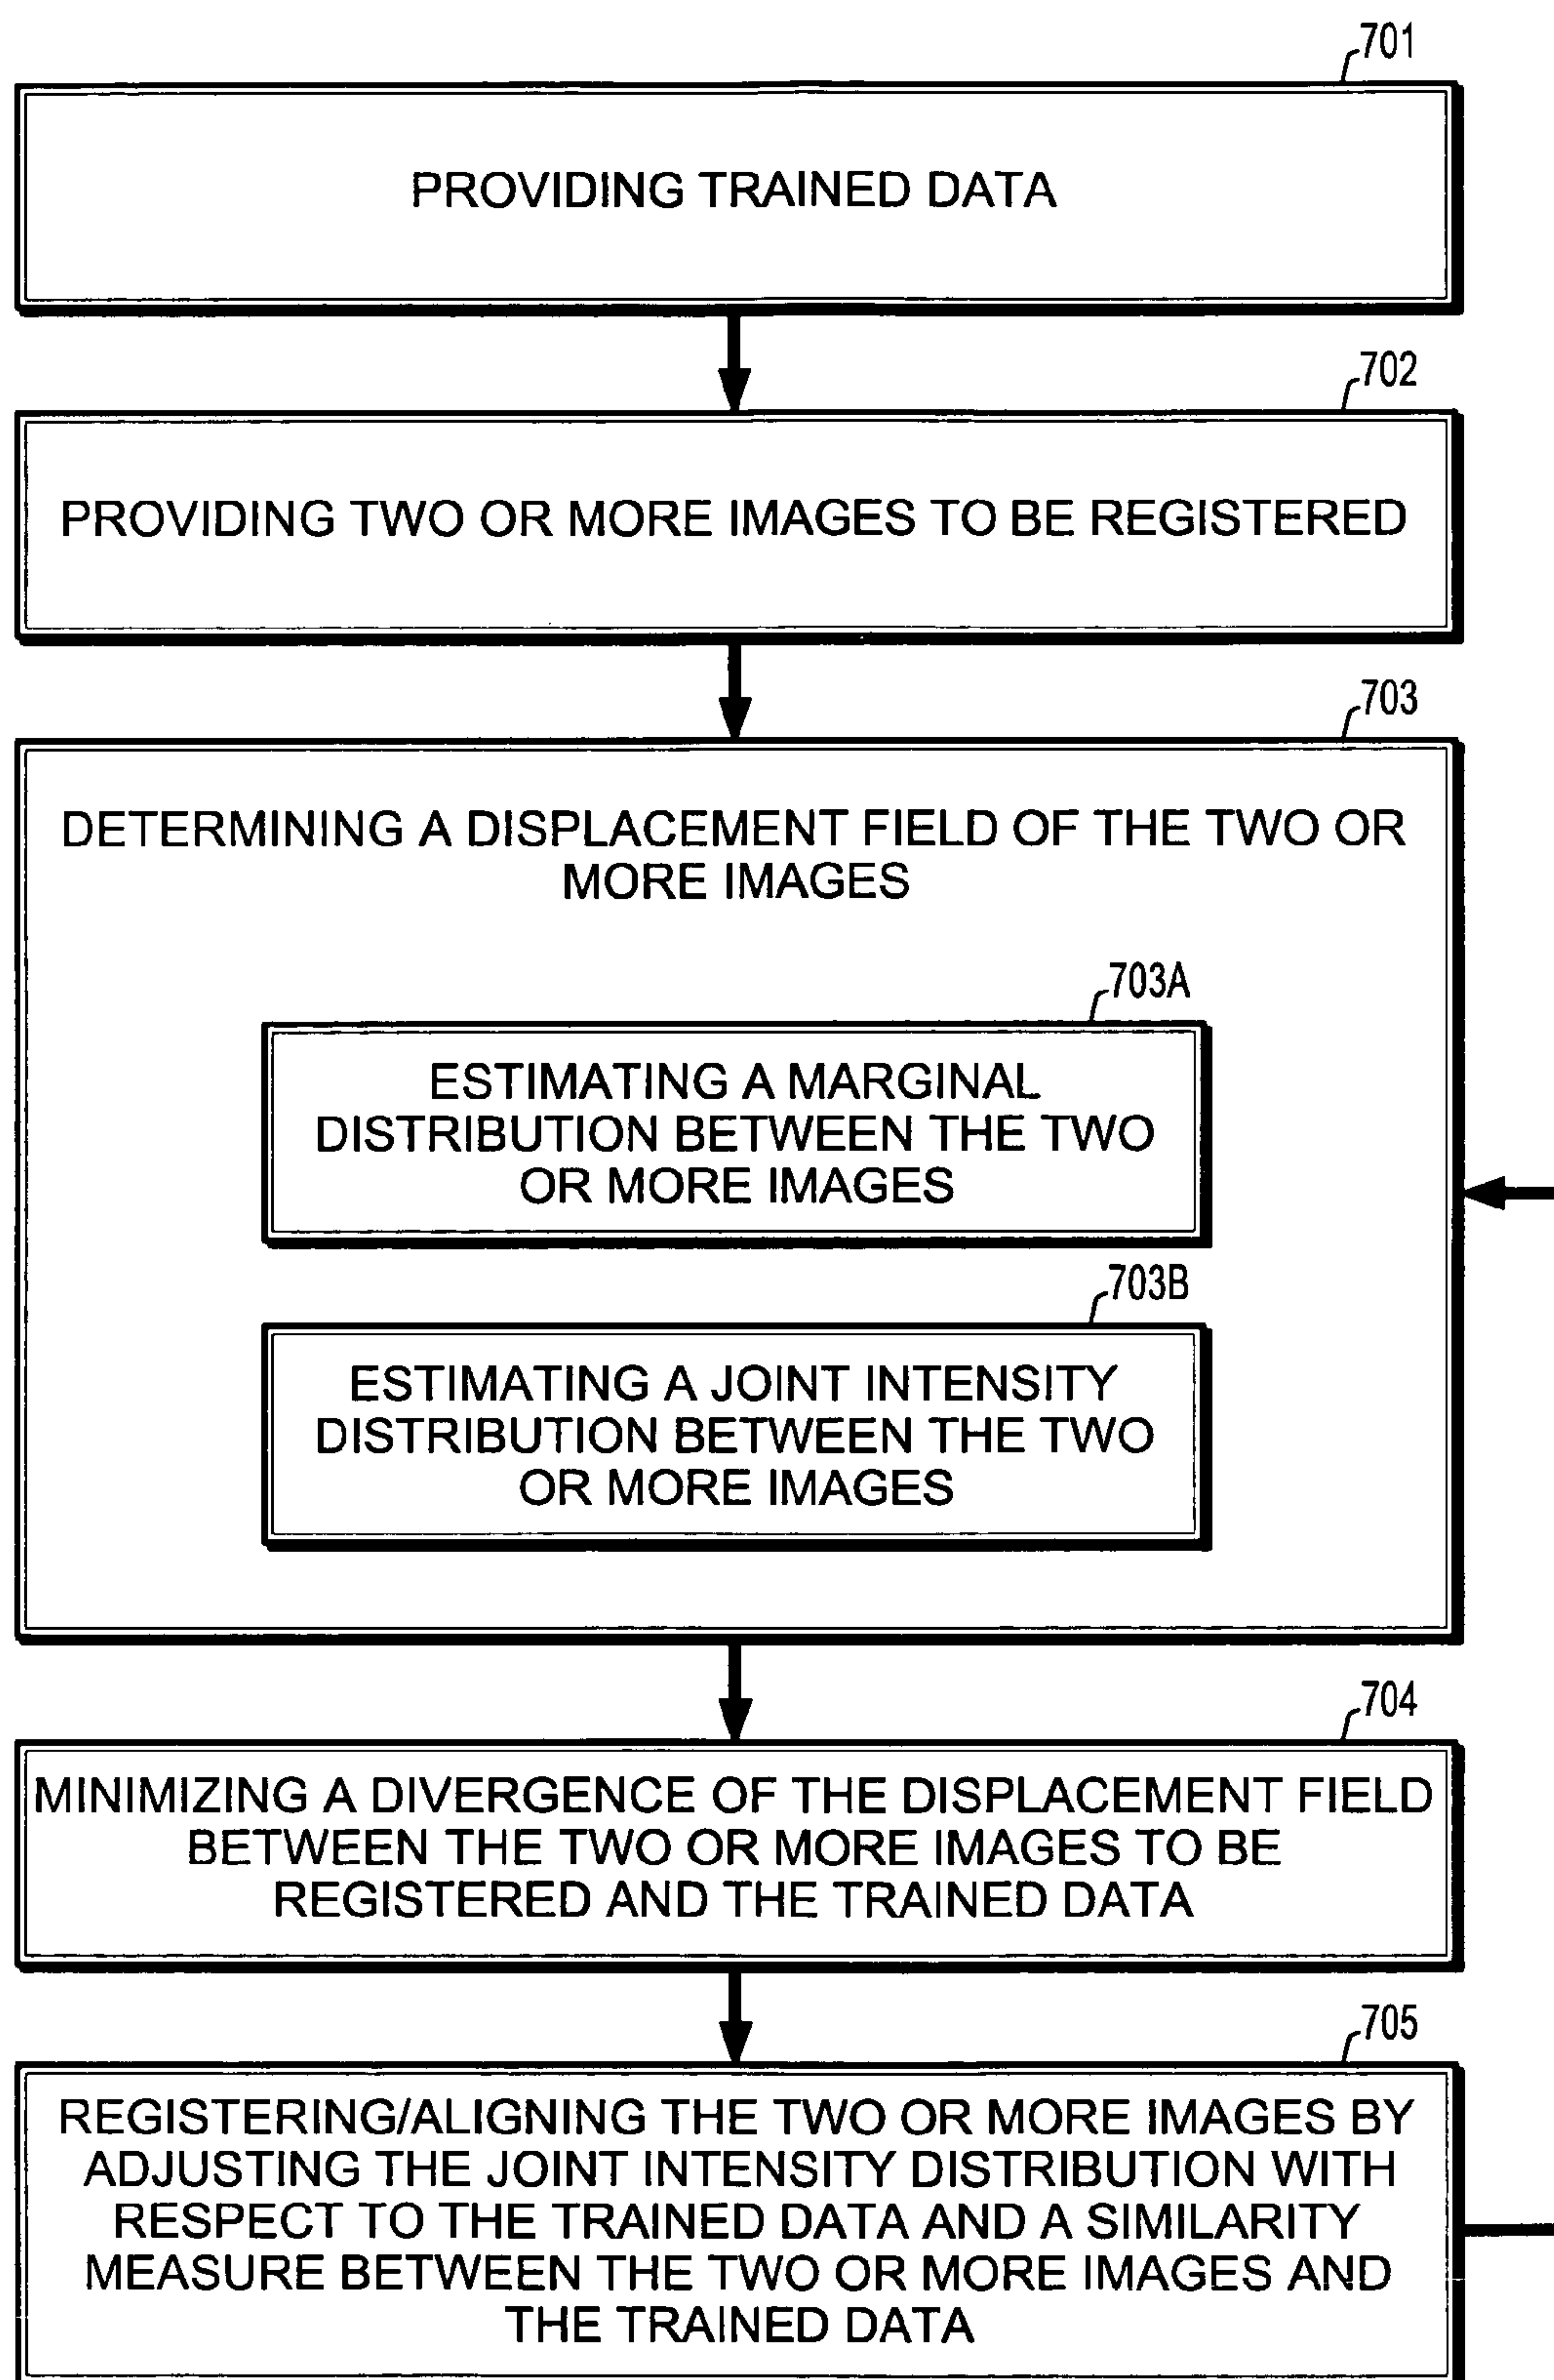 701
PROVIDING TRAINED DATA
702
PROVIDING TWO OR MORE IMAGES TO BE REGISTERED
703
DETERMINING A DISPLACEMENT FIELD OF THE TWO OR
MORE IMAGES
703A
ESTIMATING A MARGINAL
DISTRIBUTION BETWEEN THE TWO
OR MORE IMAGES
703B
ESTIMATING A JOINT INTENSITY
DISTRIBUTION BETWEEN THE TWO
OR MORE IMAGES
704
MINIMIZING A DIVERGENCE OF THE DISPLACEMENT FIELD
BETWEEN THE TWO OR MORE IMAGES TO BE
REGISTERED AND THE TRAINED DATA
705
REGISTERING/ALIGNING THE TWO OR MORE IMAGES BY
ADJUSTING THE JOINT INTENSITY DISTRIBUTION WITH
RESPECT TO THE TRAINED DATA AND A SIMILARITY
MEASURE BETWEEN THE TWO OR MORE IMAGES AND
THE TRAINED DATA